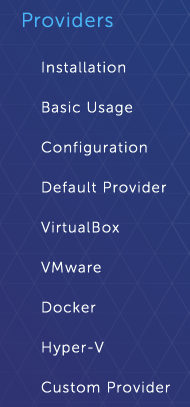 Providers
Installation
Basic Usage
Configuration
Default Provider
VirtualBox
VMware
Docker
Hyper-V
Custom Provider